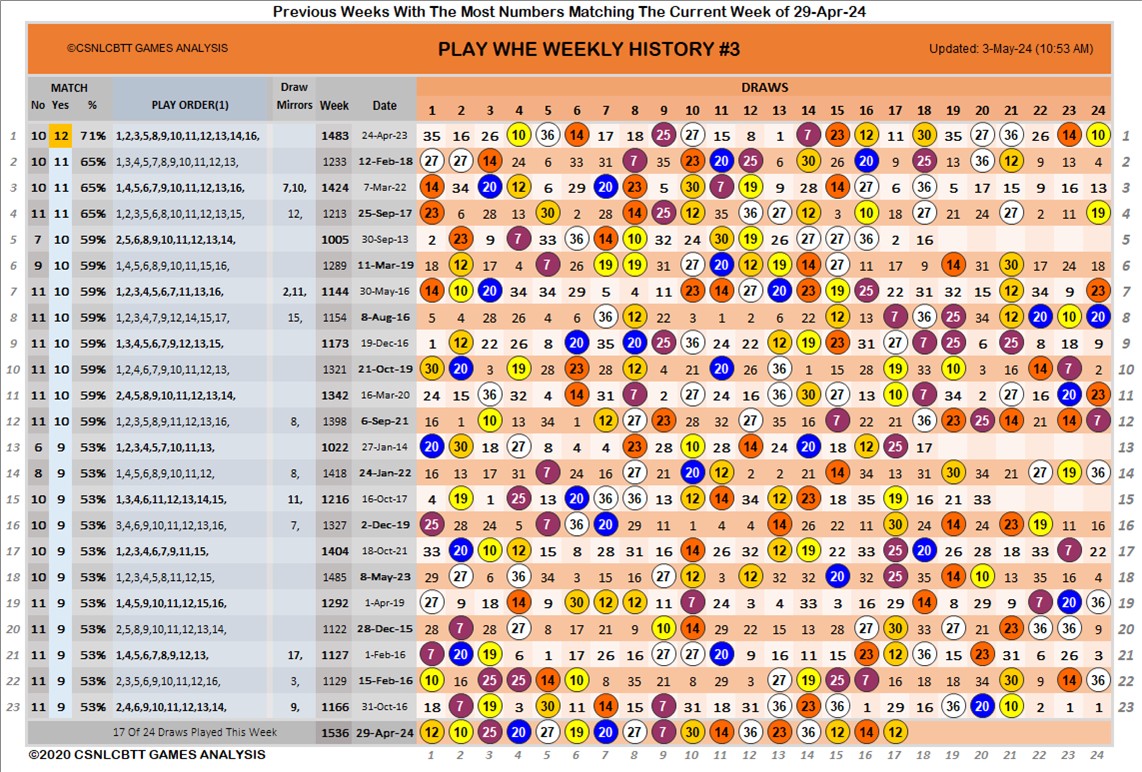 Previous Weeks With The Most Numbers Matching The Current Week of 29-Apr-24
©CSNLCBTT GAMES ANALYSIS PLAY WHE WEEKLY HISTORY #3 Updated: 3-May-24 (10:53 AM)
MATCH Draw DRAWS
No Yes % PLAY ORDER(1) Mirrors Week Date 1 2 3 4 5 6 7 8 9 10 11 12 13 14 15 16 17 18 19 20 21 22 23 24
1 10 12 71% 1,2,3,5,8,9,10,11,12,13,14,16, 1483 24-Apr-23 35 16 26 10 36 14 17 18 25 27 15 8 1 7 23 12 11 30 35 27 36 26 14 10 1
2 10 11 65% 1,3,4,5,7,8,9,10,11,12,13, 1233 12-Feb-18 27 27 14 24 6 33 31 7 35 23 20 25 14 30 26 20 9 25 13 36 12 9 13 4 2
3 10 11 65% 1,4,5,6,7,9,10,11,12,13,16, 7,10, 1424 7-Mar-22 14 34 20 12 6 29 20 23 5 30 7 19 9 28 14 27 6 36 5 17 15 9 16 13 3
4 11 11 65% 1,2,3,5,6,8,10,11,12,13,15, 12, 1213 25-Sep-17 23 6 28 13 30 2 28 14 25 12 35 36 27 12 3 10 18 27 21 24 27 2 11 19 4
5 7 10 59% 2,5,6,8,9,10,11,12,13,14, 1005 30-Sep-13 2 23 9 7 33 36 14 10 32 24 30 19 26 27 27 36 2 16 5
6 9 10 59% 1,4,5,6,8,9,10,11,15,16, 1289 11-Mar-19 18 12 17 4 7 26 19 19 31 27 20 12 19 14 27 11 17 9 14 31 30 17 24 18 6
7 11 10 59% 1,2,3,4,5,6,7,11,13,16, 2,11, 1144 30-May-16 14 10 20 34 34 29 5 4 11 23 14 27 20 23 19 25 22 31 32 15 12 34 9 23 7
8 11 10 59% 1,2,3,4,7,9,12,14,15,17, 15, 1154 8-Aug-16 5 4 28 26 4 6 36 12 22 3 1 2 6 22 12 13 7 36 25 34 12 20 10 20 8
9 11 10 59% 1,3,4,5,6,7,9,12,13,15, 1173 19-Dec-16 1 12 22 26 8 20 35 20 25 36 24 22 12 19 23 31 27 7 25 6 25 8 18 9 9
10 11 10 59% 1,2,4,6,7,8,10,11,12,13, 1321 21-Oct-19 30 20 3 19 28 23 28 12 4 21 20 26 36 1 15 28 19 33 10 3 16 14 7 2 10
11 11 10 59% 2,4,5,8,9,10,11,12,13,14, 1342 16-Mar-20 24 15 36 32 4 14 31 7 2 27 24 16 36 30 27 13 10 7 34 2 27 16 20 23 11
12 11 10 59% 1,2,3,5,8,9,11,12,13,16, 8, 1398 6-Sep-21 16 1 10 13 34 1 12 27 23 28 32 27 35 16 7 22 2 36 23 25 14 21 14 7 12
13 6 9 53% 1,2,3,4,5,7,10,11,13, 1022 27-Jan-14 20 30 18 27 8 4 4 23 28 10 28 14 24 20 18 12 25 17 13
14 8 9 53% 1,4,5,6,8,9,10,11,12, 8, 1418 24-Jan-22 16 13 17 31 7 24 16 27 21 20 12 2 2 21 14 34 13 31 30 34 21 27 19 36 14
15 10 9 53% 1,3,4,6,11,12,13,14,15, 11, 1216 16-Oct-17 4 19 1 25 13 20 36 36 13 12 14 34 12 23 18 35 19 16 21 33 15
16 10 9 53% 3,4,6,9,10,11,12,13,16, 7, 1327 2-Dec-19 25 28 24 5 7 36 20 29 11 1 4 4 14 26 22 11 30 24 14 24 23 19 11 16 16
17 10 9 53% 1,2,3,4,6,7,9,11,15, 1404 18-Oct-21 33 20 10 12 15 8 28 31 16 14 26 32 12 19 22 33 25 20 26 28 18 33 7 22 17
18 10 9 53% 1,2,3,4,5,8,11,12,15, 1485 8-May-23 29 27 6 36 34 3 15 16 27 12 3 12 32 32 20 32 25 35 14 10 13 35 16 4 18
19 11 9 53% 1,4,5,9,10,11,12,15,16, 1292 1-Apr-19 27 9 18 14 9 30 12 12 11 7 24 3 4 33 3 16 29 14 8 29 9 7 20 36 19
20 11 9 53% 2,5,8,9,10,11,12,13,14, 1122 28-Dec-15 28 7 28 27 8 17 21 9 10 14 29 22 20 15 13 27 30 33 27 21 23 36 36 9 20
21 11 9 53% 1,4,5,6,7,8,9,12,13, 17, 1127 1-Feb-16 7 20 19 6 1 17 26 16 27 27 20 9 16 11 15 23 12 36 15 23 31 6 26 3 21
22 11 9 53% 2,3,5,6,9,10,11,12,16, 3, 1129 15-Feb-16 10 16 25 25 14 10 8 35 21 8 29 3 27 19 25 7 16 18 18 34 30 9 14 36 22
23 11 9 53% 2,4,6,9,10,11,12,13,14, 9, 1166 31-Oct-16 18 7 19 3 30 11 14 15 7 31 18 31 36 23 36 1 29 16 36 20 10 2 1 1 23
17 Of 24 Draws Played This Week 1536 29-Apr-24 12 10 25 20 27 19 20 27 7 30 14 36 23 36 12 14 12
©2020 CSNLCBTT GAMES ANALYSIS 1 2 3 4 5 6 7 8 9 10 11 12 13 14 15 16 17 18 19 20 21 22 23 24